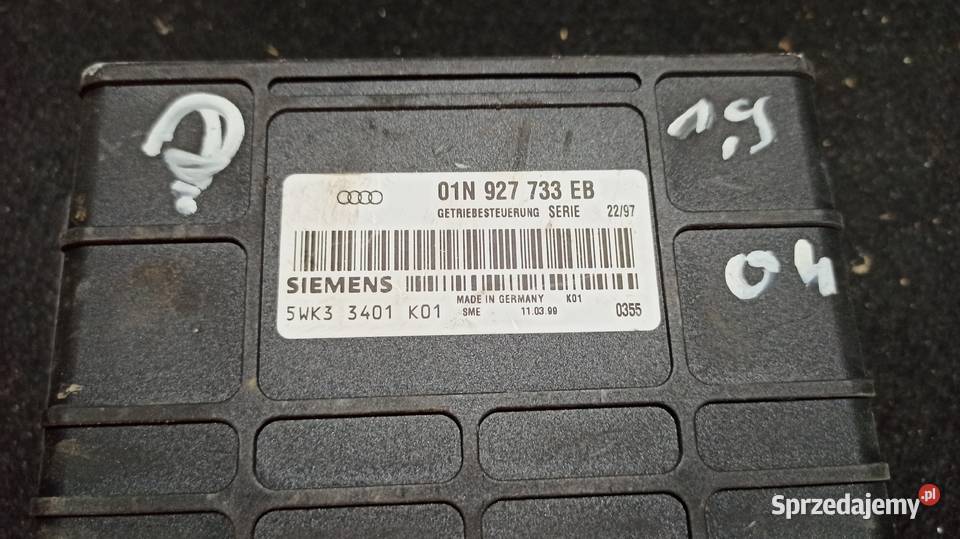 01N 927 733 EB
GETRIEBESTEUERUNG SERIE 22/97
SIEMENS
MADE IN GERMANY K01
5WK3 3401 K01 SME 11.03.99 0355
1,9
04
Sprzedajemy.pl